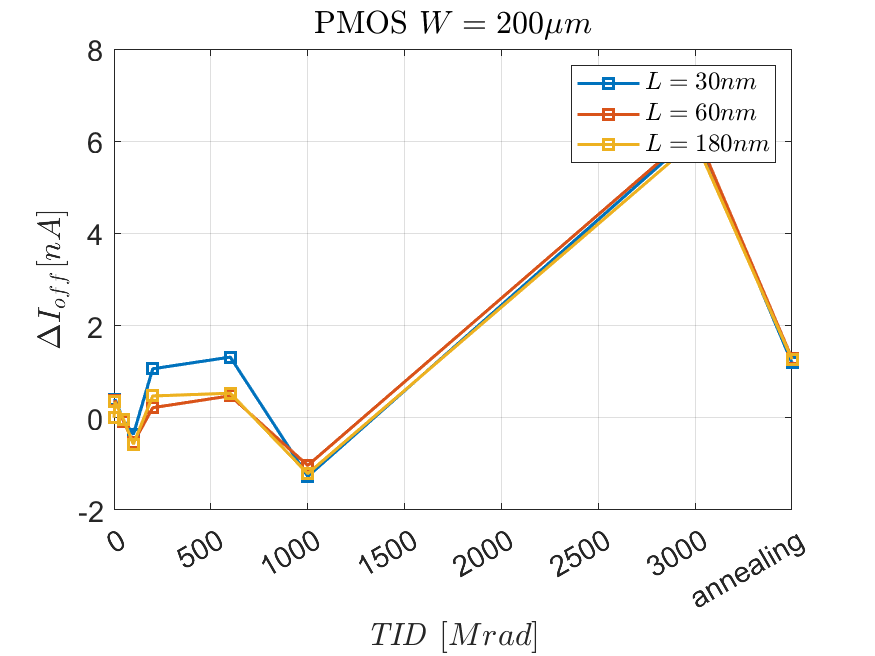 PMOS W = 200μm
8
6
4
2
0
-2
ΔI_off[nA]
L = 30nm
L = 60nm
L = 180nm
0
500
1000
1500
2000
2500
3000
annealing
TID [Mrad]